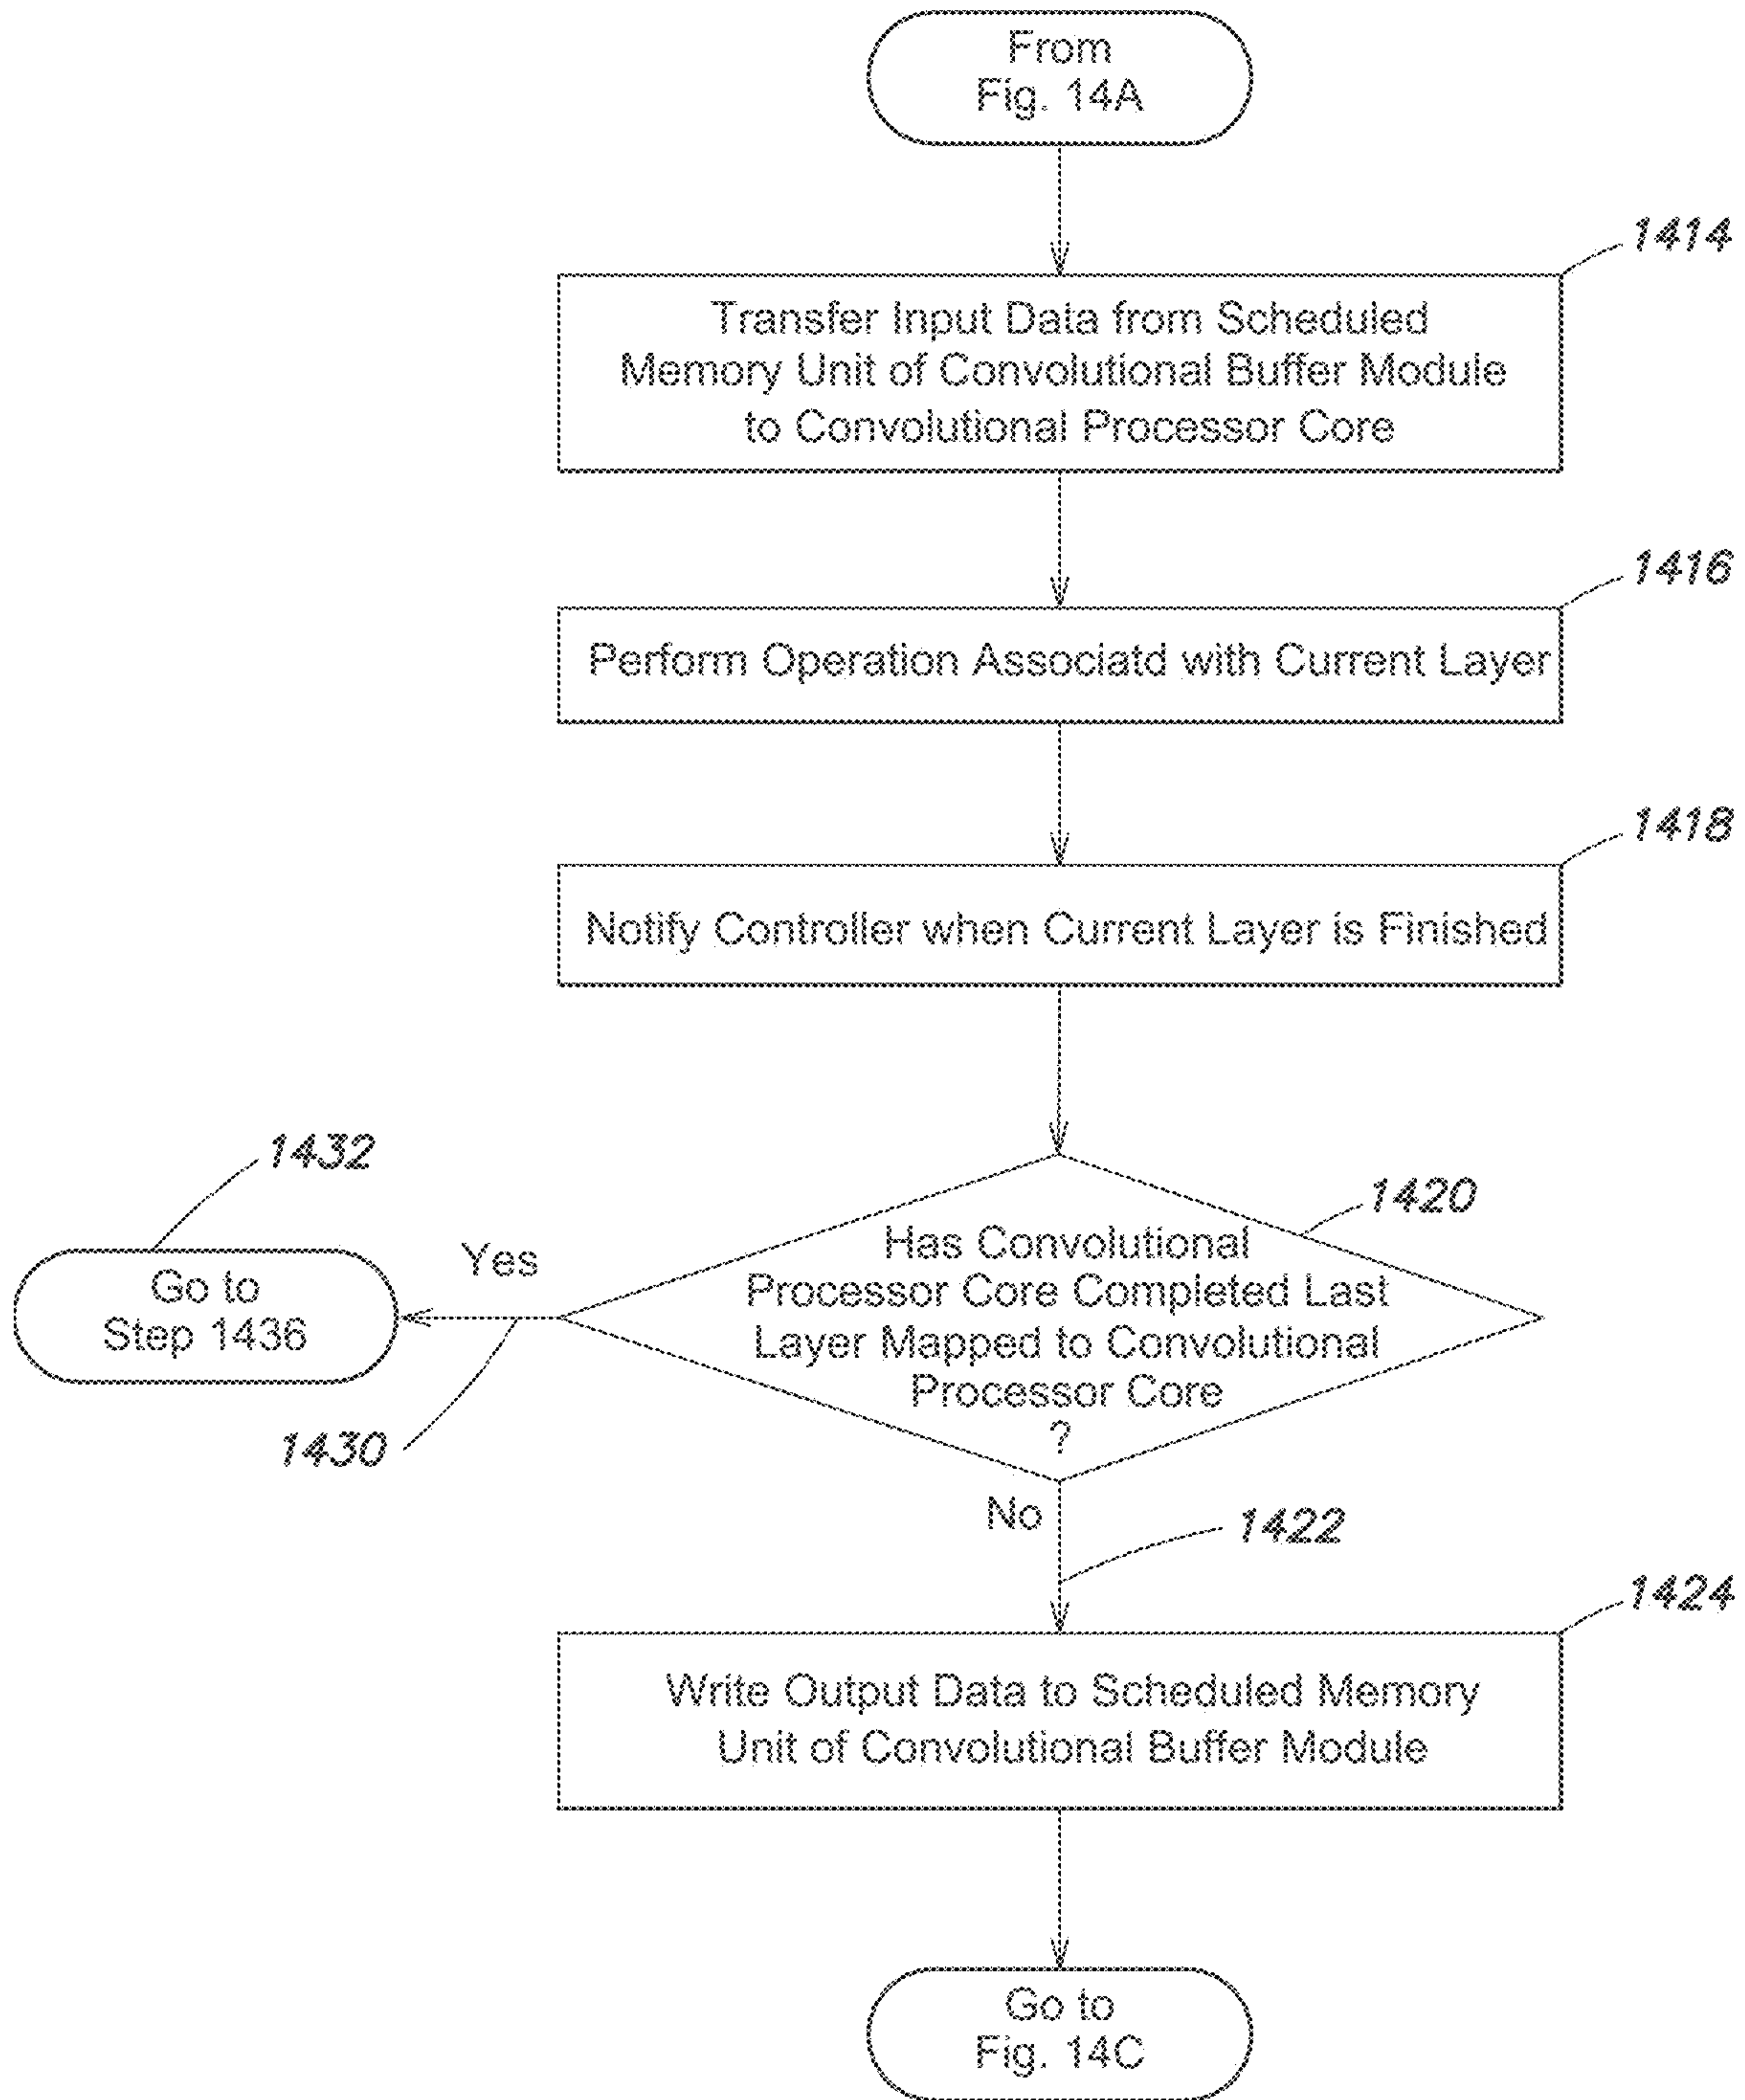 From
Fig. 14A
1414
Transfer Input Data from Scheduled
Memory Unit of Convolutional Buffer Module
to Convolutional Processor Core
1416
Perform Operation Associatd with Current Layer
1418
Notify Controller when Current Layer is Finished
1432
1420
Go to
Step 1436
Yes
Has Convolutional
Processor Core Completed Last
Layer Mapped to Convolutional
Processor Core
?
1430
No
1422
1424
Write Output Data to Scheduled Memory
Unit of Convolutional Buffer Module
Go to
Fig. 14C